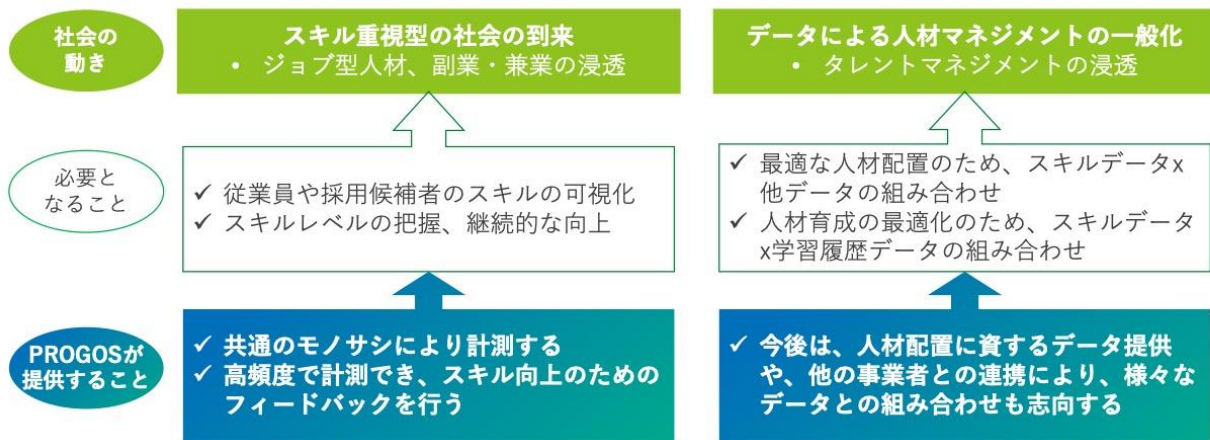 社会の
動き
スキル重視型の社会の到来
• ジョブ型人材、副業・兼業の浸透
データによる人材マネジメントの一般化
• タレントマネジメントの浸透
必要と
なること
✓ 従業員や採用候補者のスキルの可視化
✓ スキルレベルの把握、継続的な向上
✓ 最適な人材配置のため、スキルデータx
他データの組み合わせ
✓ 人材育成の最適化のため、スキルデータ
x学習履歴データの組み合わせ
PROGOSが
提供すること
✓ 共通のモノサシにより計測する
✓ 高頻度で計測でき、スキル向上のための
フィードバックを行う
✓ 今後は、人材配置に資するデータ提供
や、他の事業者との連携により、様々な
データとの組み合わせも志向する